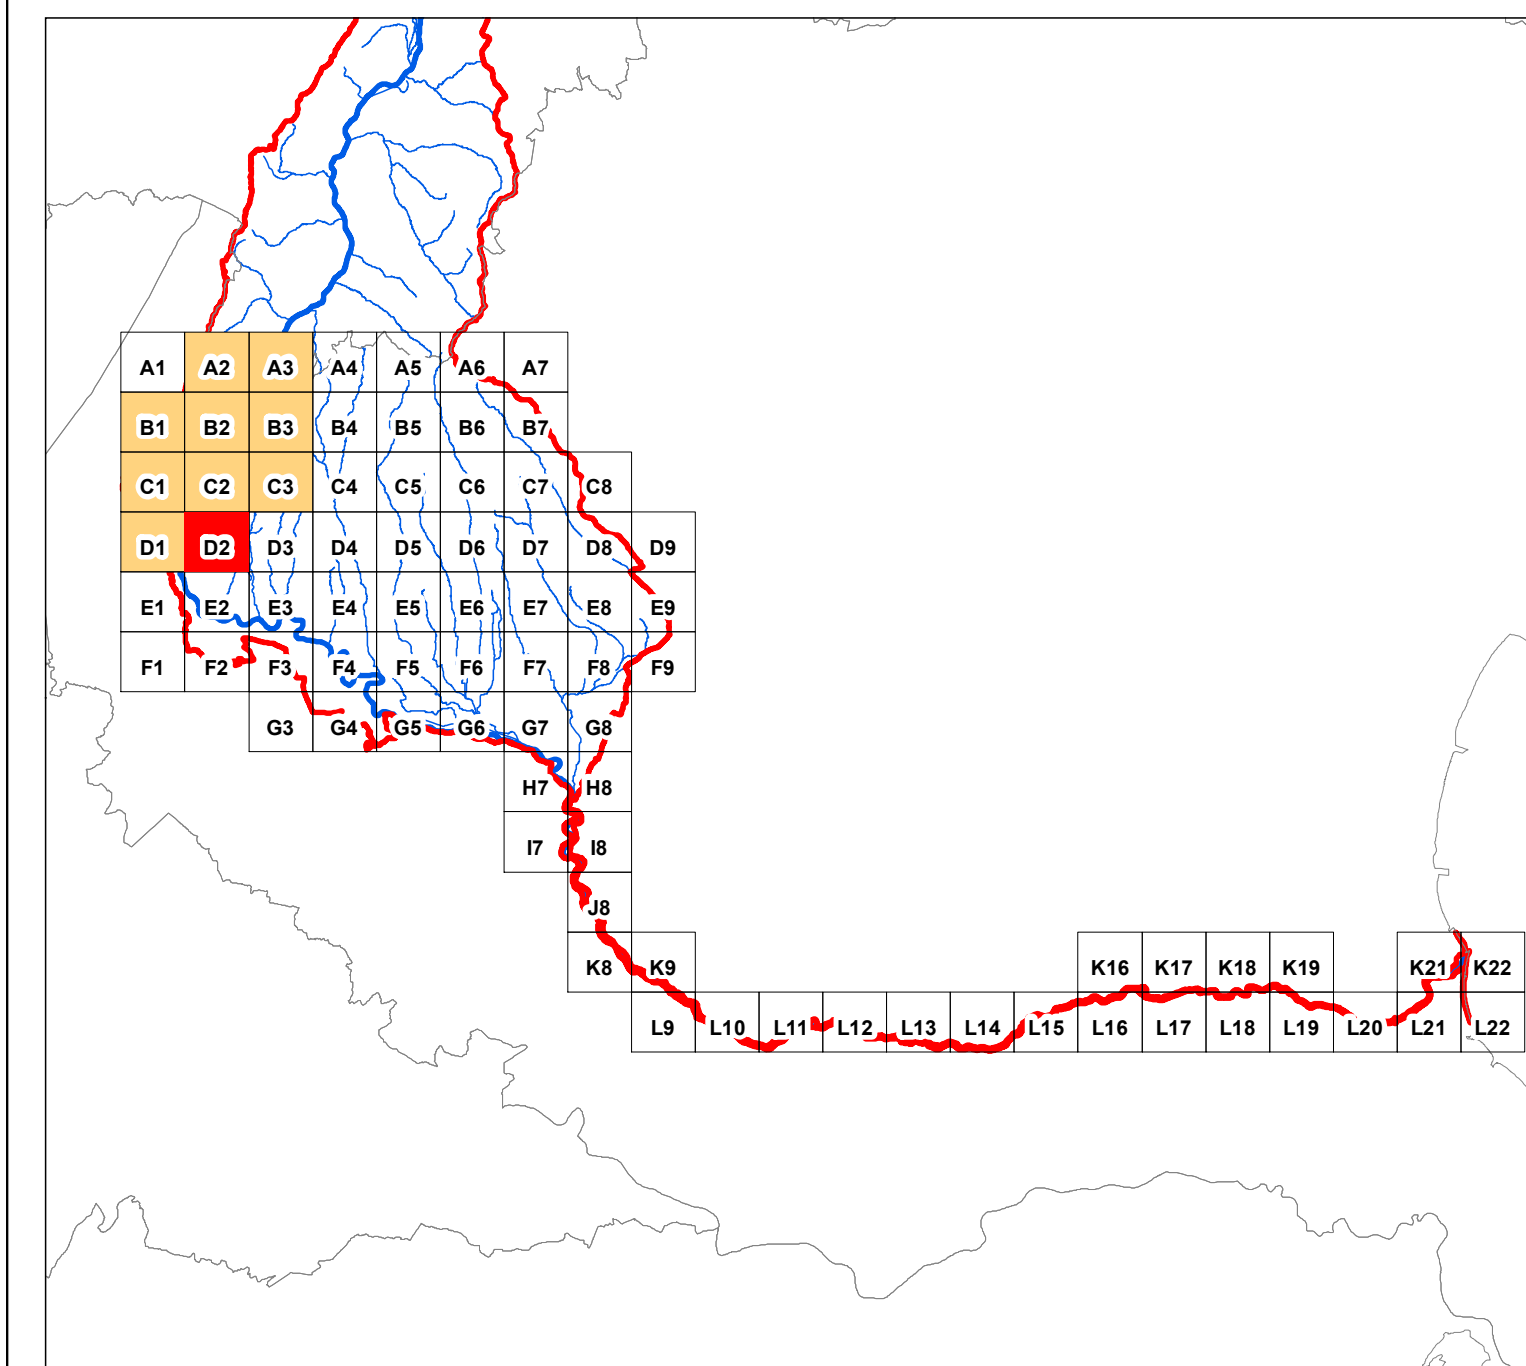 A1 A2 A3 A4 A5 A6 A7
B1 B2 B3 B4 B5 B6 B7
C1 C2 C3 C4 C5 C6 C7 C8
D1 D2 D3 D4 D5 D6 D7 D8 D9
E1 E2 E3 E4 E5 E6 E7 E8 E9
F1 F2 F3 F4 F5 F6 F7 F8 F9
G3 G4 G5 G6 G7 G8
H7 H8
I7 I8
J8
K8 K9 K16 K17 K18 K19 K21 K22
L9 L10 L11 L12 L13 L14 L15 L16 L17 L18 L19 L20 L21 L22